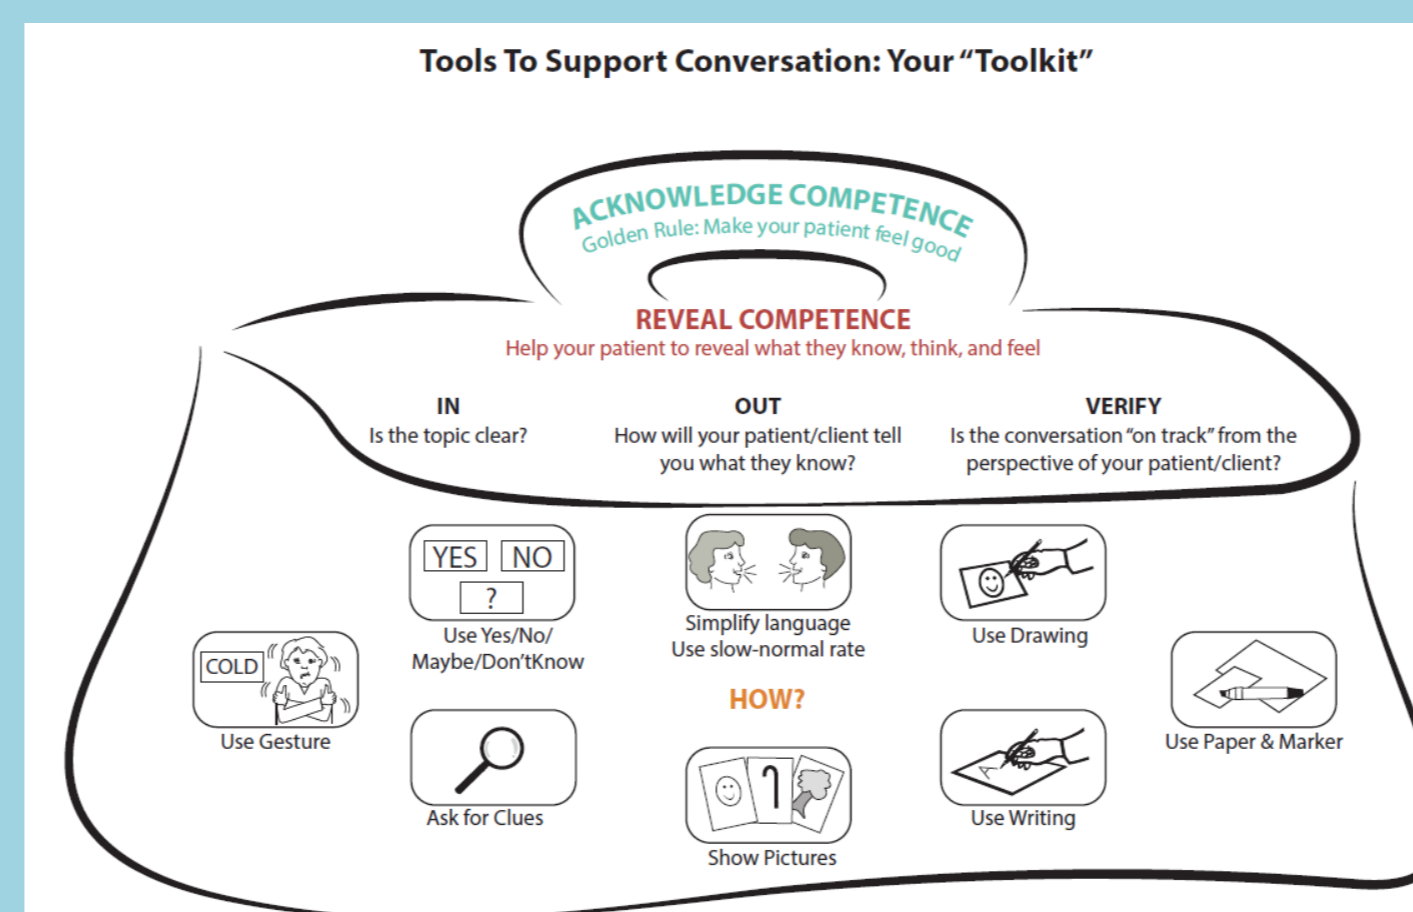 Tools To Support Conversation: Your “Toolkit”
ACKNOWLEDGE COMPETENCE
Golden Rule: Make your patient feel good
REVEAL COMPETENCE
Help your patient to reveal what they know, think, and feel
IN
Is the topic clear?
OUT
How will your patient/client tell
you what they know?
VERIFY
Is the conversation “on track” from the
perspective of your patient/client?
COLD
Use Gesture
YES NO
?
Use Yes/No/
Maybe/Don’tKnow
Ask for Clues
Simplify language
Use slow-normal rate
HOW?
Show Pictures
Use Drawing
Use Writing
Use Paper & Marker